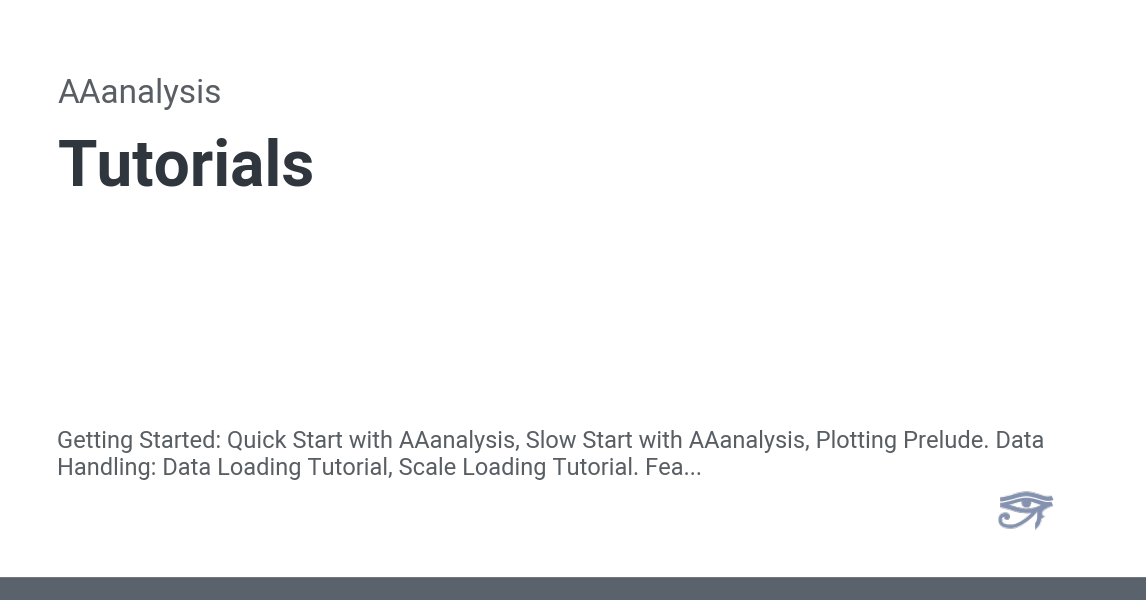 AAanalysis
Tutorials
Getting Started: Quick Start with AAanalysis, Slow Start with AAanalysis, Plotting Prelude. Data
Handling: Data Loading Tutorial, Scale Loading Tutorial. Fea...